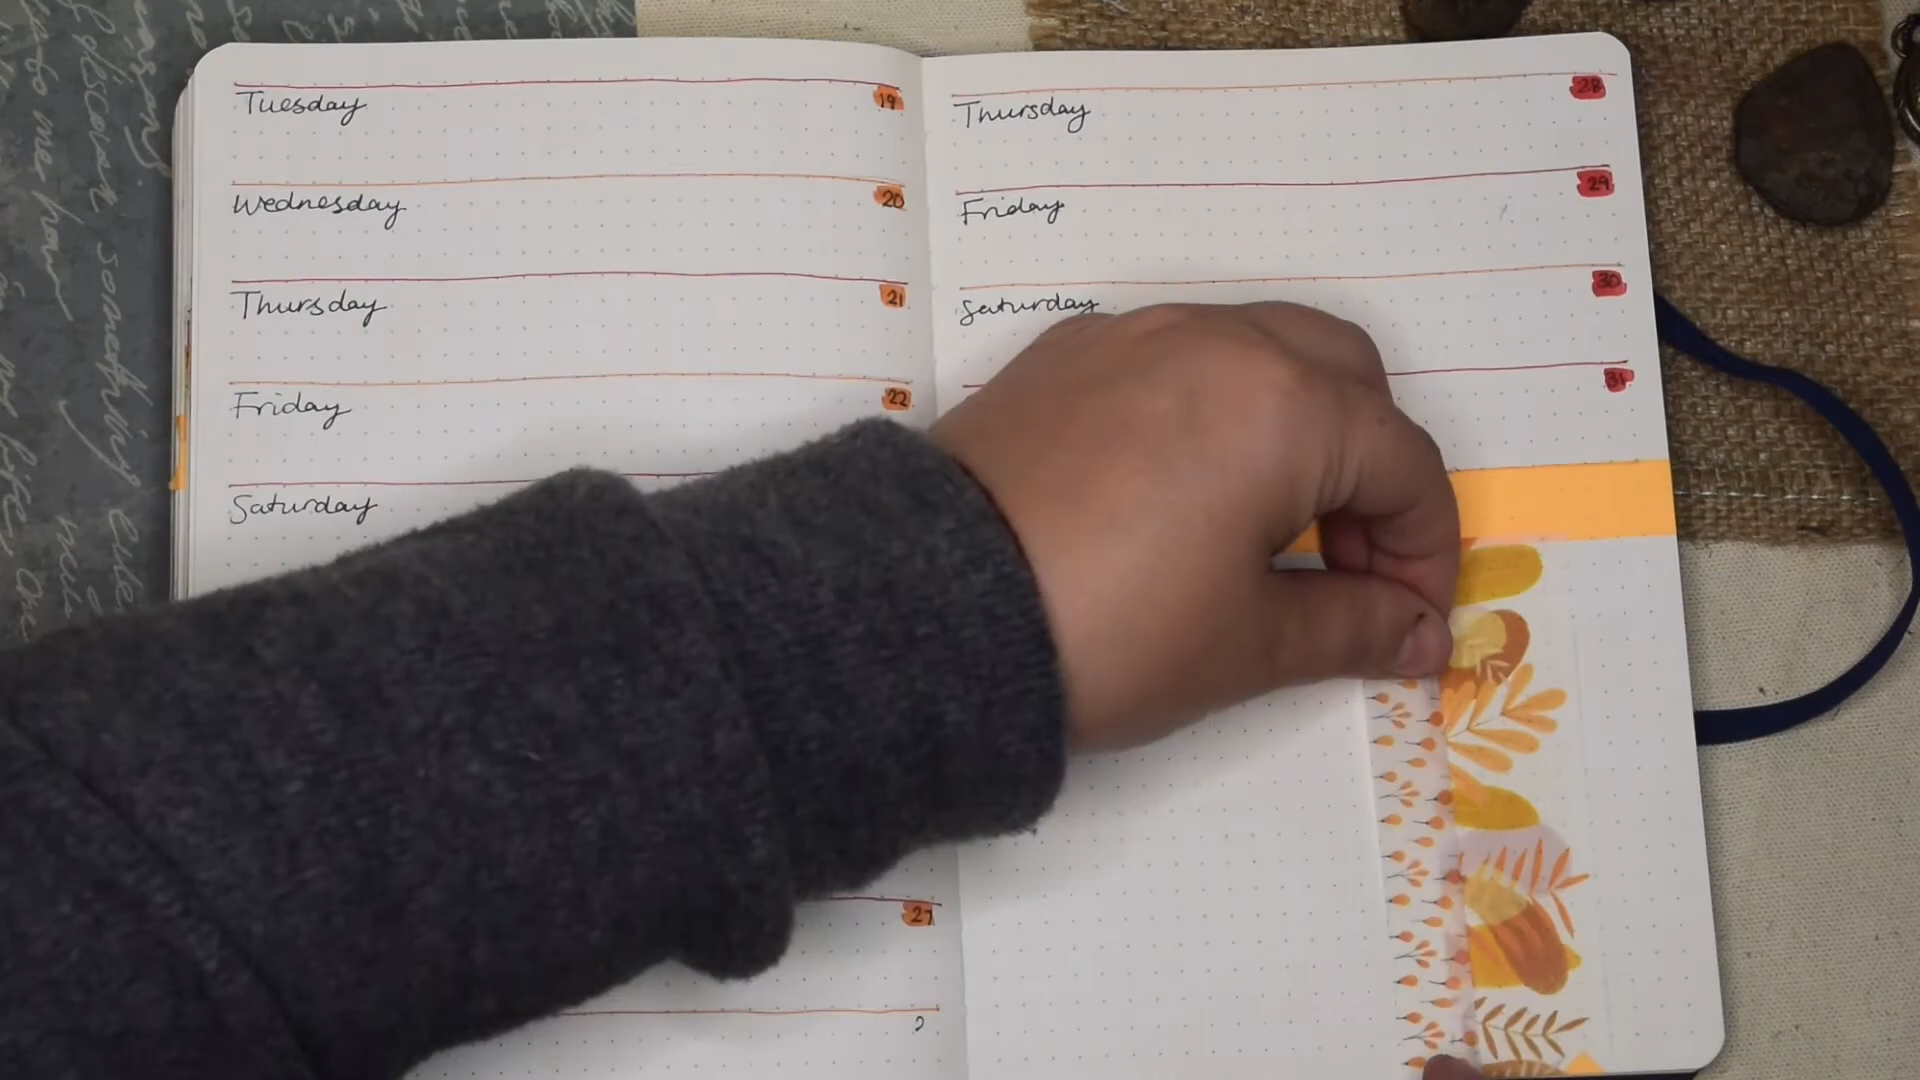 Tuesday 19
Wednesday 20
Thursday 21
Friday 22
Saturday
27
Thursday 28
Friday 29
Saturday 30
31